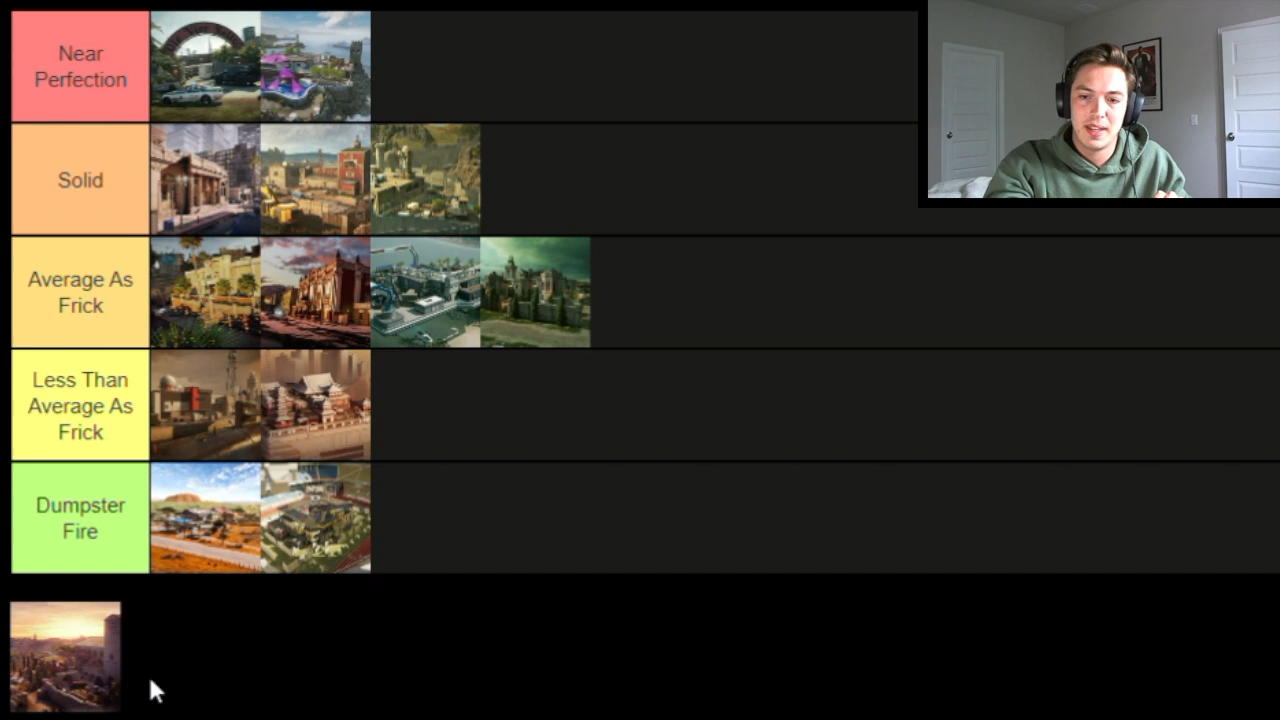 Near
Perfection
Solid
Average As
Frick
Less Than
Average As
Frick
Dumpster
Fire